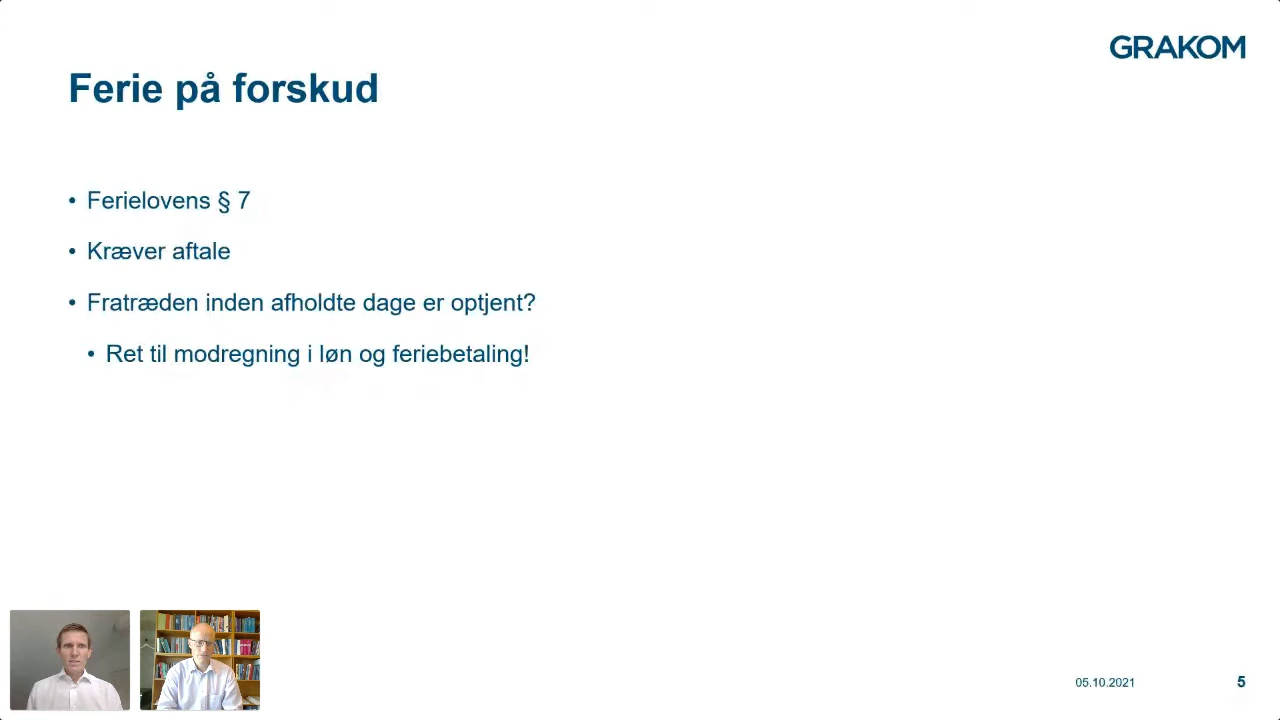 GRAKOM
Ferie på forskud
• Ferielovens § 7
• Kræver aftale
• Fratræden inden afholdte dage er optjent?
• Ret til modregning i løn og feriebetaling!
05.10.2021
5